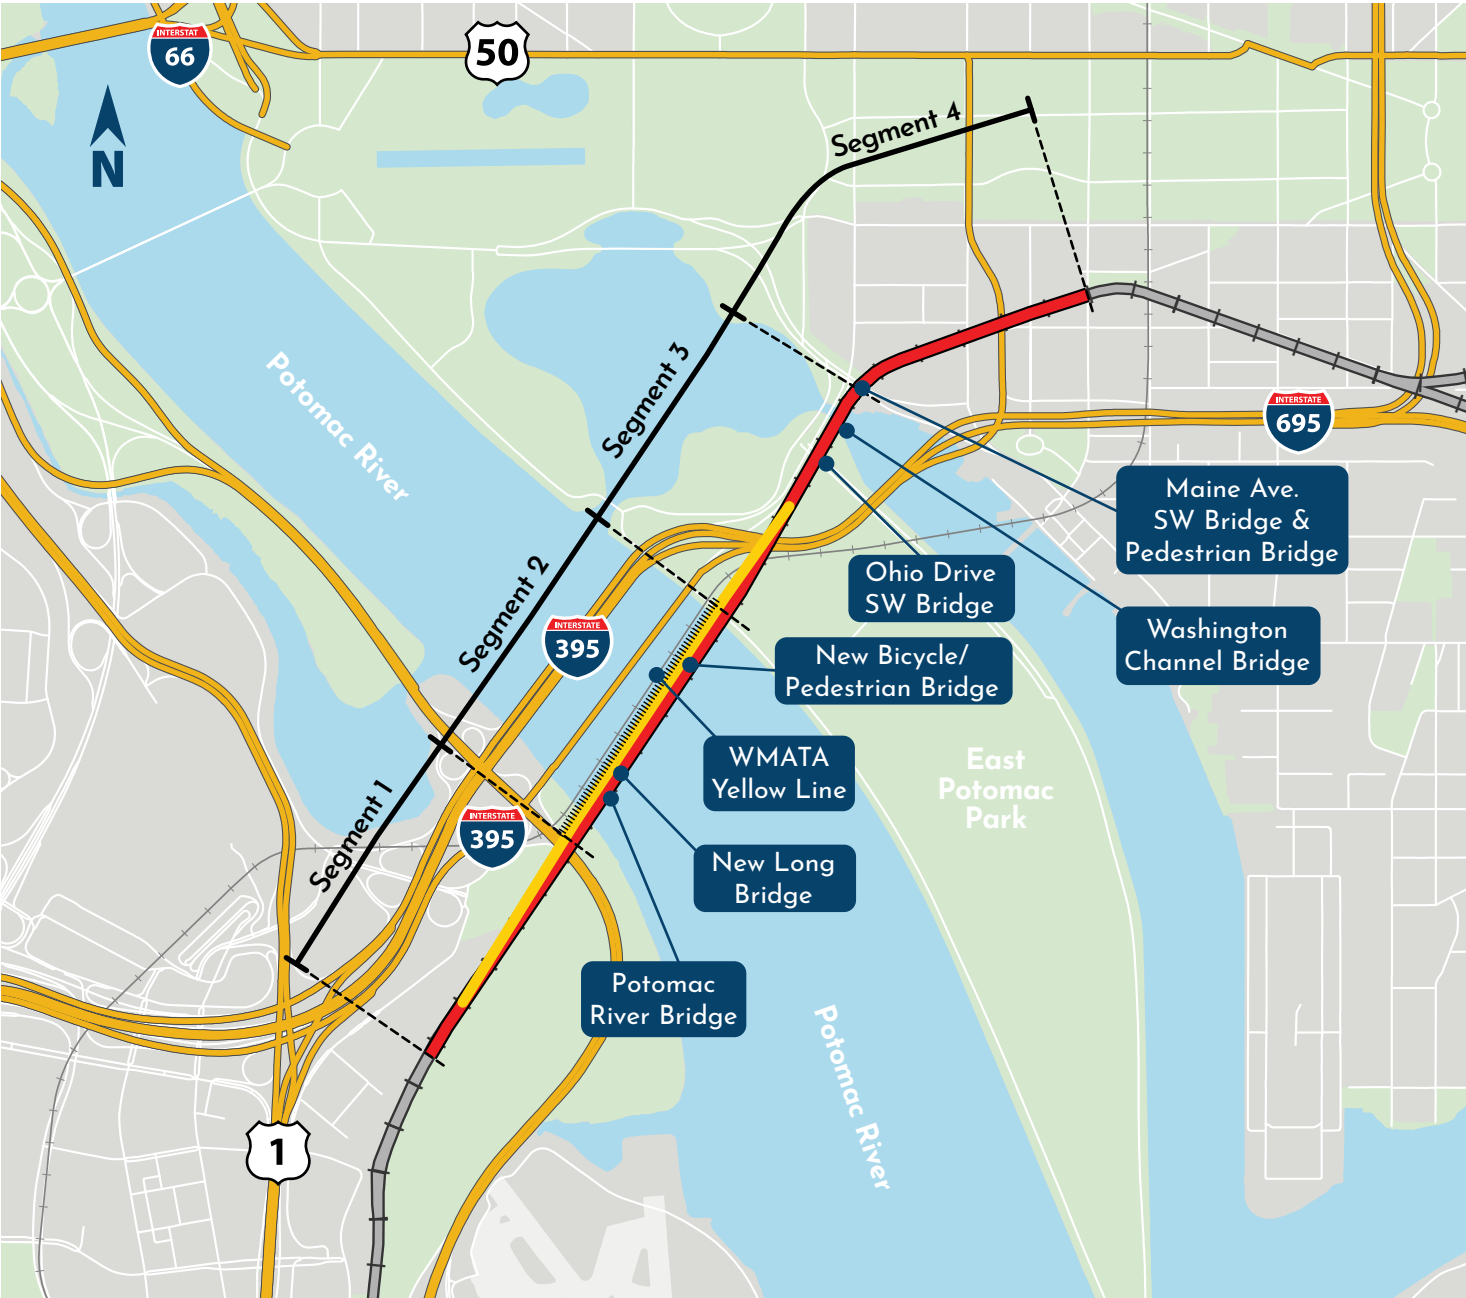 INTERSTAT
66
50
N
Segment 4
Segment 3
Potomac River
INTERSTATE
695
Maine Ave.
SW Bridge &
Pedestrian Bridge
Ohio Drive
SW Bridge
Segment 2
INTERSTATE
395
Washington
Channel Bridge
New Bicycle/
Pedestrian Bridge
WMATA
Yellow Line
East
Potomac
Park
Segment 1
INTERSTATE
395
New Long
Bridge
Potomac
River Bridge
Potomac River
1